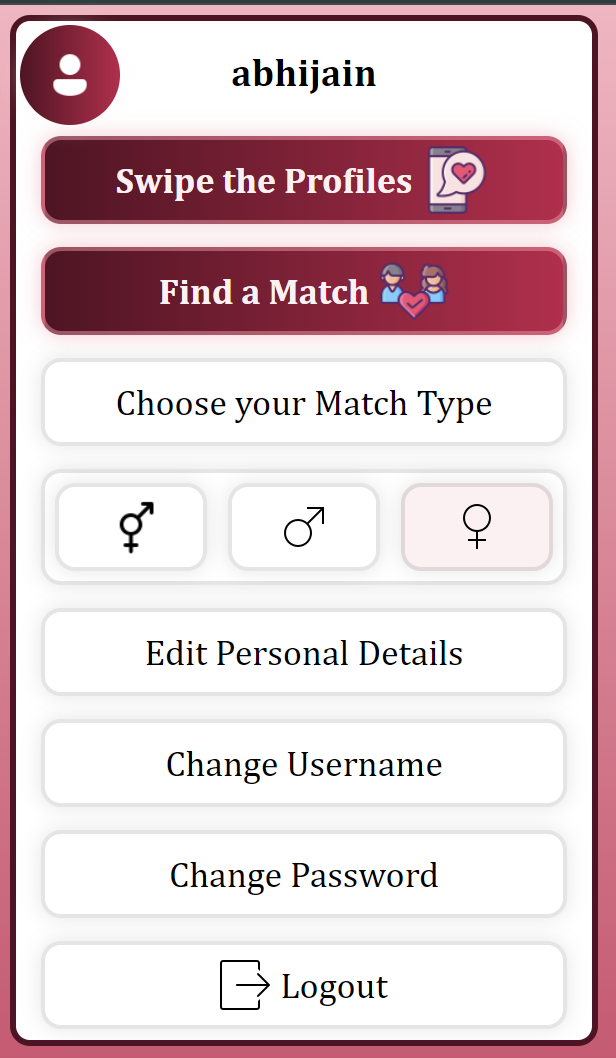 abhijain
Swipe the Profiles
Find a Match
Choose your Match Type
Edit Personal Details
Change Username
Change Password
Logout